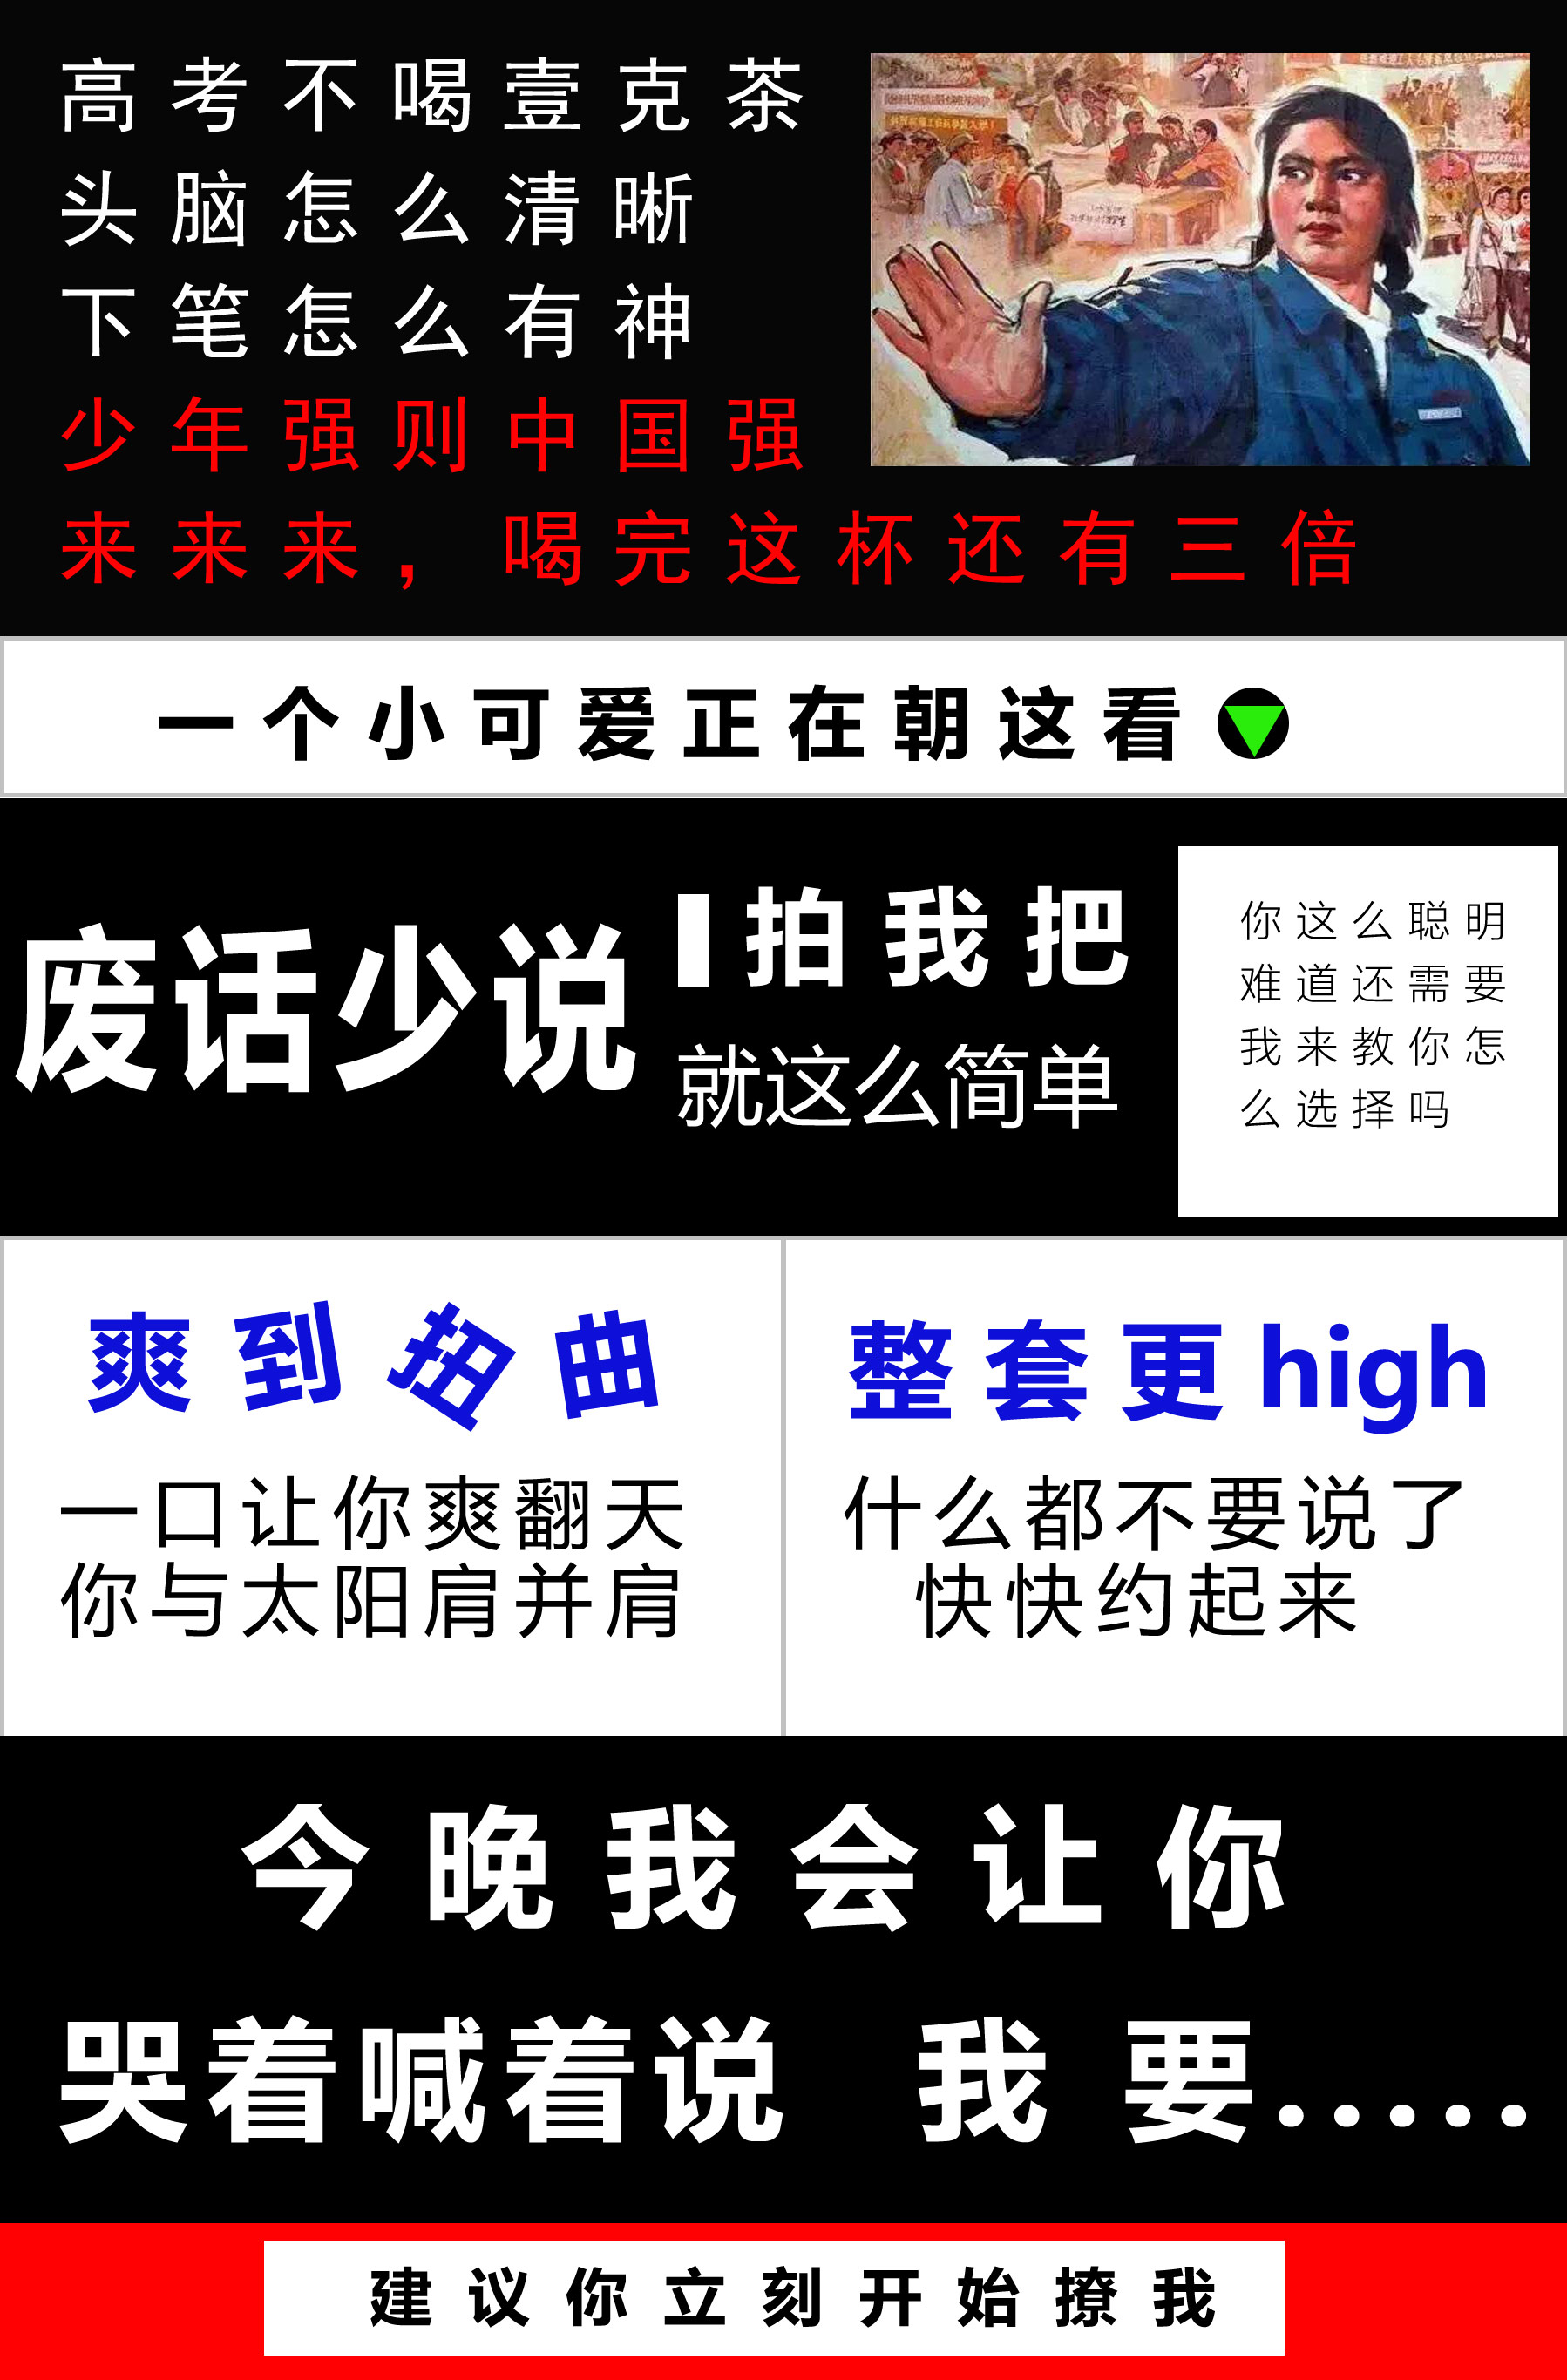 高考不喝壹克茶
头脑怎么清晰
下笔怎么有神
少年强则中国强
来来来，喝完这杯还有三倍
一个小可爱正在朝这看
废话少说
拍我把
就这么简单
你这么聪明
难道还需要
我来教你怎
么选择吗
爽到扭曲
一口让你爽翻天
你与太阳肩并肩
整套更high
什么都不要说了
快快约起来
今晚我会让你
哭着喊着说 我 要.....
建议你立刻开始撩我